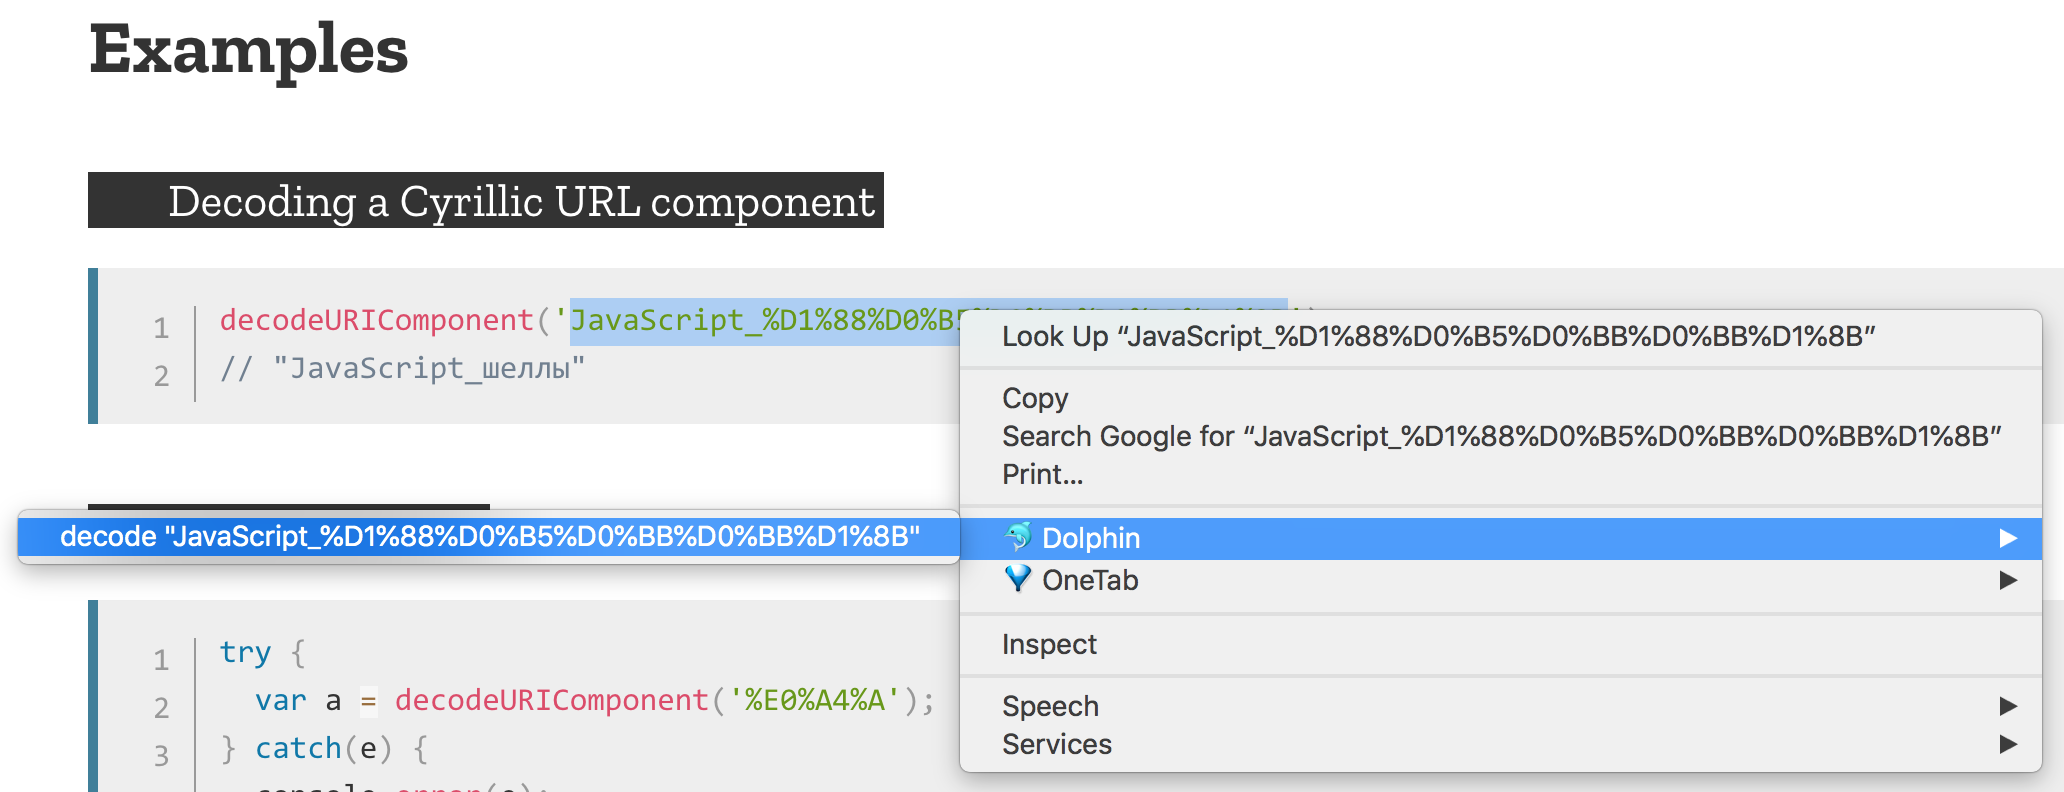 Examples
Decoding a Cyrillic URL component
1 decodeURIComponent('JavaScript_%D1%88%D0%B5
2 // "JavaScript_шеллы"
Look Up “JavaScript_%D1%88%D0%B5%D0%BB%D0%BB%D1%8B”
Copy
Search Google for “JavaScript_%D1%88%D0%B5%D0%BB%D0%BB%D1%8B”
Print...
decode "JavaScript_%D1%88%D0%B5%D0%BB%D0%BB%D1%8B"
Dolphin
OneTab
Inspect
Speech
Services
1 try {
2 var a = decodeURIComponent('%E0%A4%A');
3 } catch(e) {